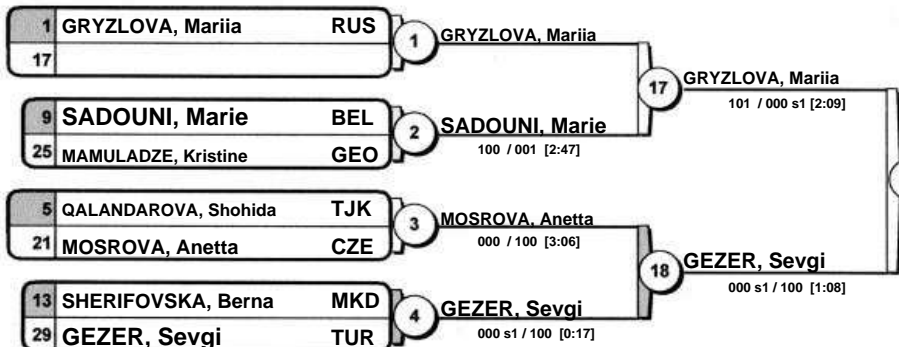 1 GRYZLOVA, Mariia RUS
17
1 GRYZLOVA, Mariia
9 SADOUNI, Marie BEL
25 MAMULADZE, Kristine GEO
2 SADOUNI, Marie
100 / 001 [2:47]
17 GRYZLOVA, Mariia
101 / 000 s1 [2:09]
5 QALANDAROVA, Shohida TJK
21 MOSROVA, Anetta CZE
3 MOSROVA, Anetta
000 / 100 [3:06]
13 SHERIFOVSKA, Berna MKD
29 GEZER, Sevgi TUR
4 GEZER, Sevgi
000 s1 / 100 [0:17]
18 GEZER, Sevgi
000 s1 / 100 [1:08]